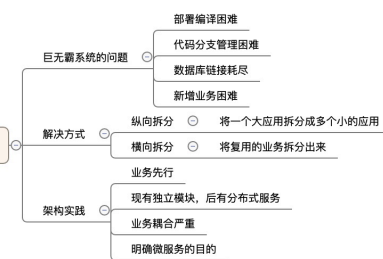 部署编译困难
代码分支管理困难
巨无霸系统的问题
数据库链接耗尽
新增业务困难
纵向拆分 将一个大应用拆分成多个小的应用
解决方式
横向拆分 将复用的业务拆分出来
业务先行
现有独立模块，后有分布式服务
架构实践
业务耦合严重
明确微服务的目的